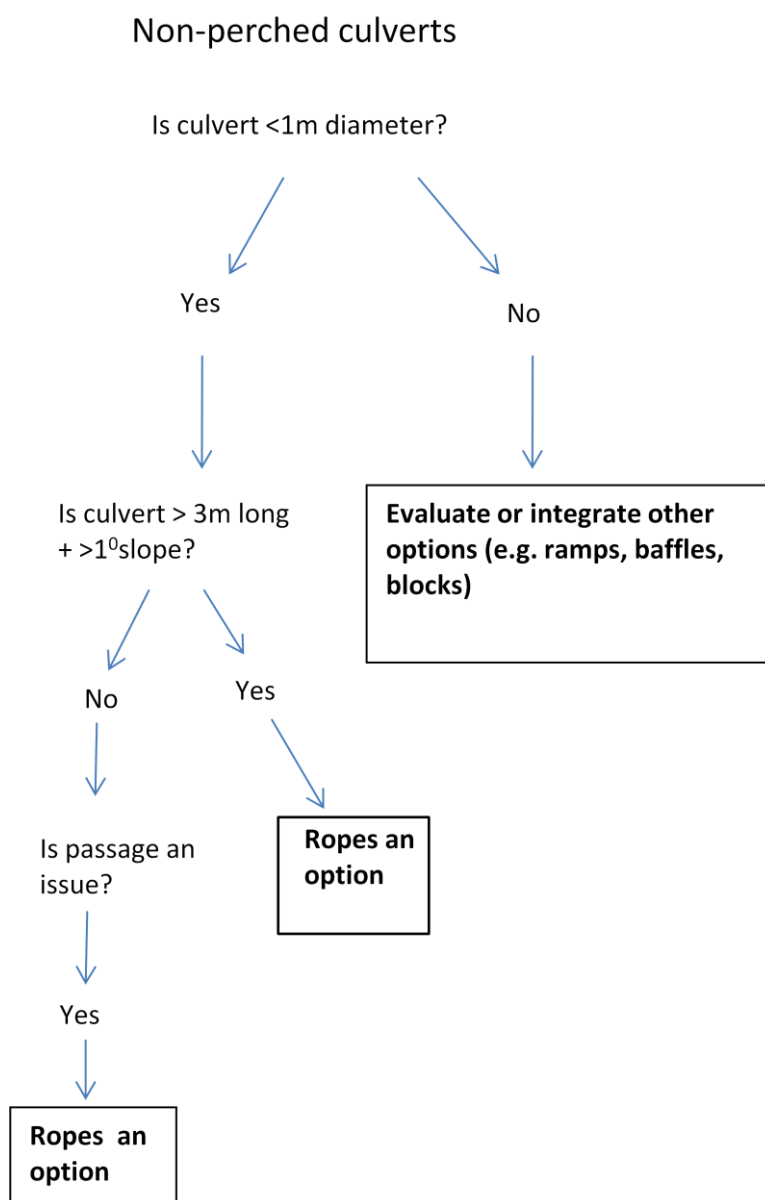 Non-perched culverts
Is culvert <1m diameter?
Yes
No
Is culvert > 3m long
+ >1⁰slope?
Evaluate or integrate other
options (e.g. ramps, baffles,
blocks)
No
Yes
Is passage an
issue?
Ropes an
option
Yes
Ropes an
option